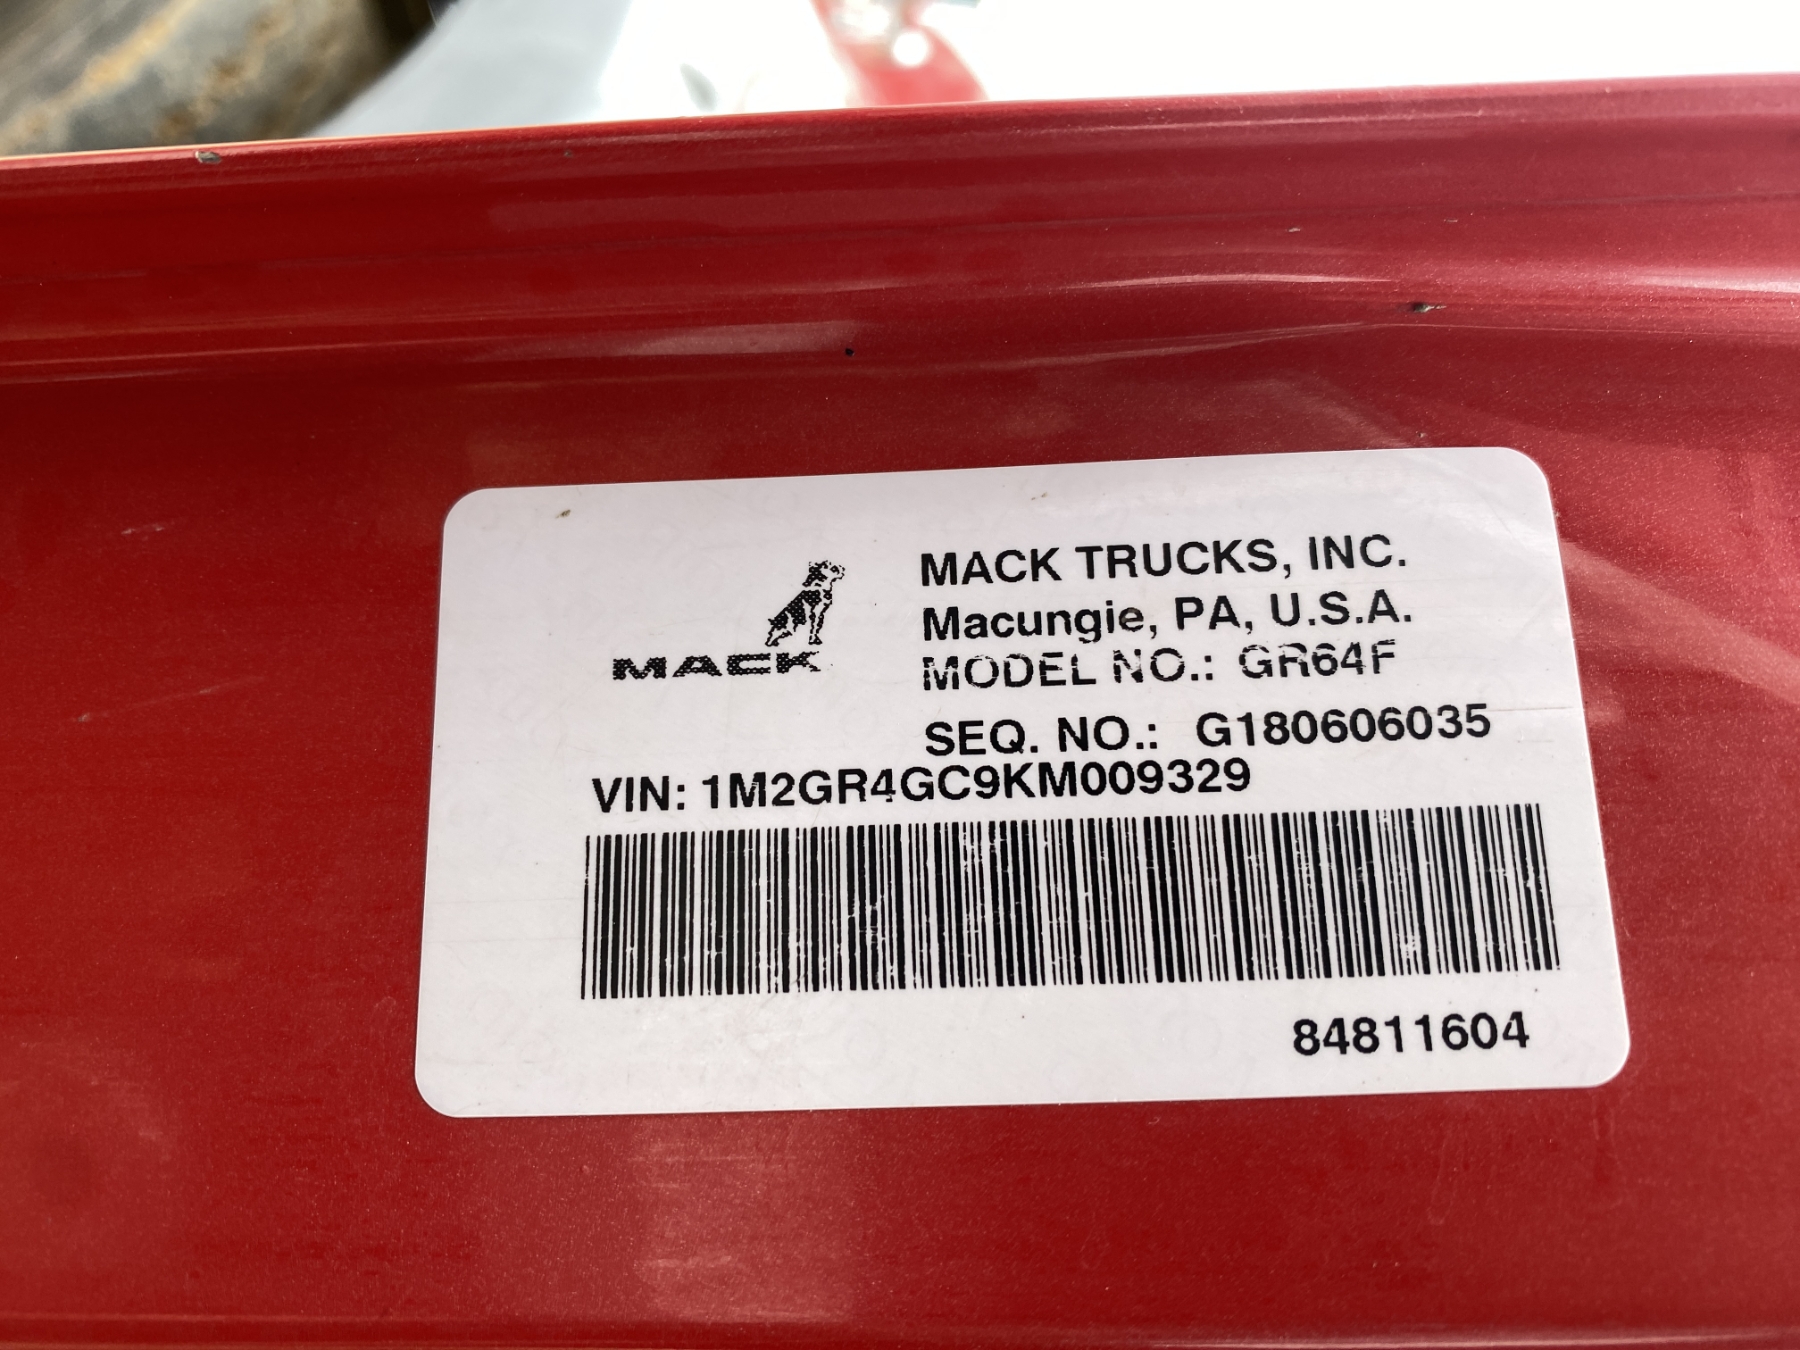 MACK
MACK TRUCKS, INC.
Macungie, PA, U.S.A.
MODEL NO.: GR64F
SEQ. NO.: G180606035
VIN: 1M2GR4GC9KM009329
84811604